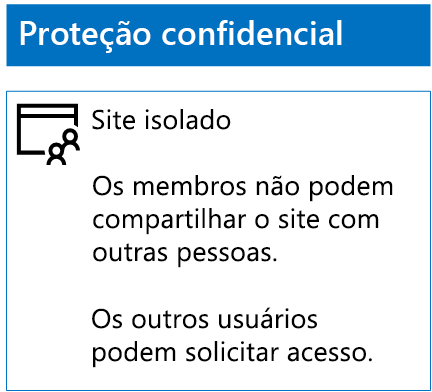 Proteção confidencial
Site isolado
Os membros não podem
compartilhar o site com
outras pessoas.
Os outros usuários
podem solicitar acesso.